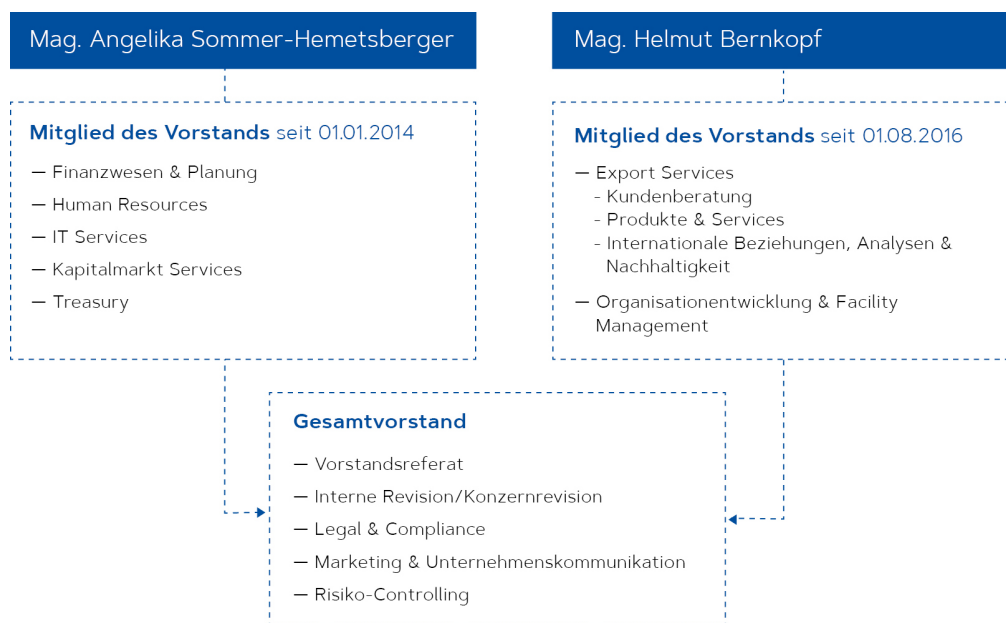 Mag. Angelika Sommer-Hemetsberger
Mitglied des Vorstands seit 01.01.2014
— Finanzwesen & Planung
— Human Resources
— IT Services
— Kapitalmarkt Services
— Treasury
Mag. Helmut Bernkopf
Mitglied des Vorstands seit 01.08.2016
— Export Services
- Kundenberatung
- Produkte & Services
- Internationale Beziehungen, Analysen &
Nachhaltigkeit
— Organisationentwicklung & Facility
Management
Gesamtvorstand
— Vorstandsreferat
— Interne Revision/Konzernrevision
— Legal & Compliance
— Marketing & Unternehmenskommunikation
— Risiko-Controlling